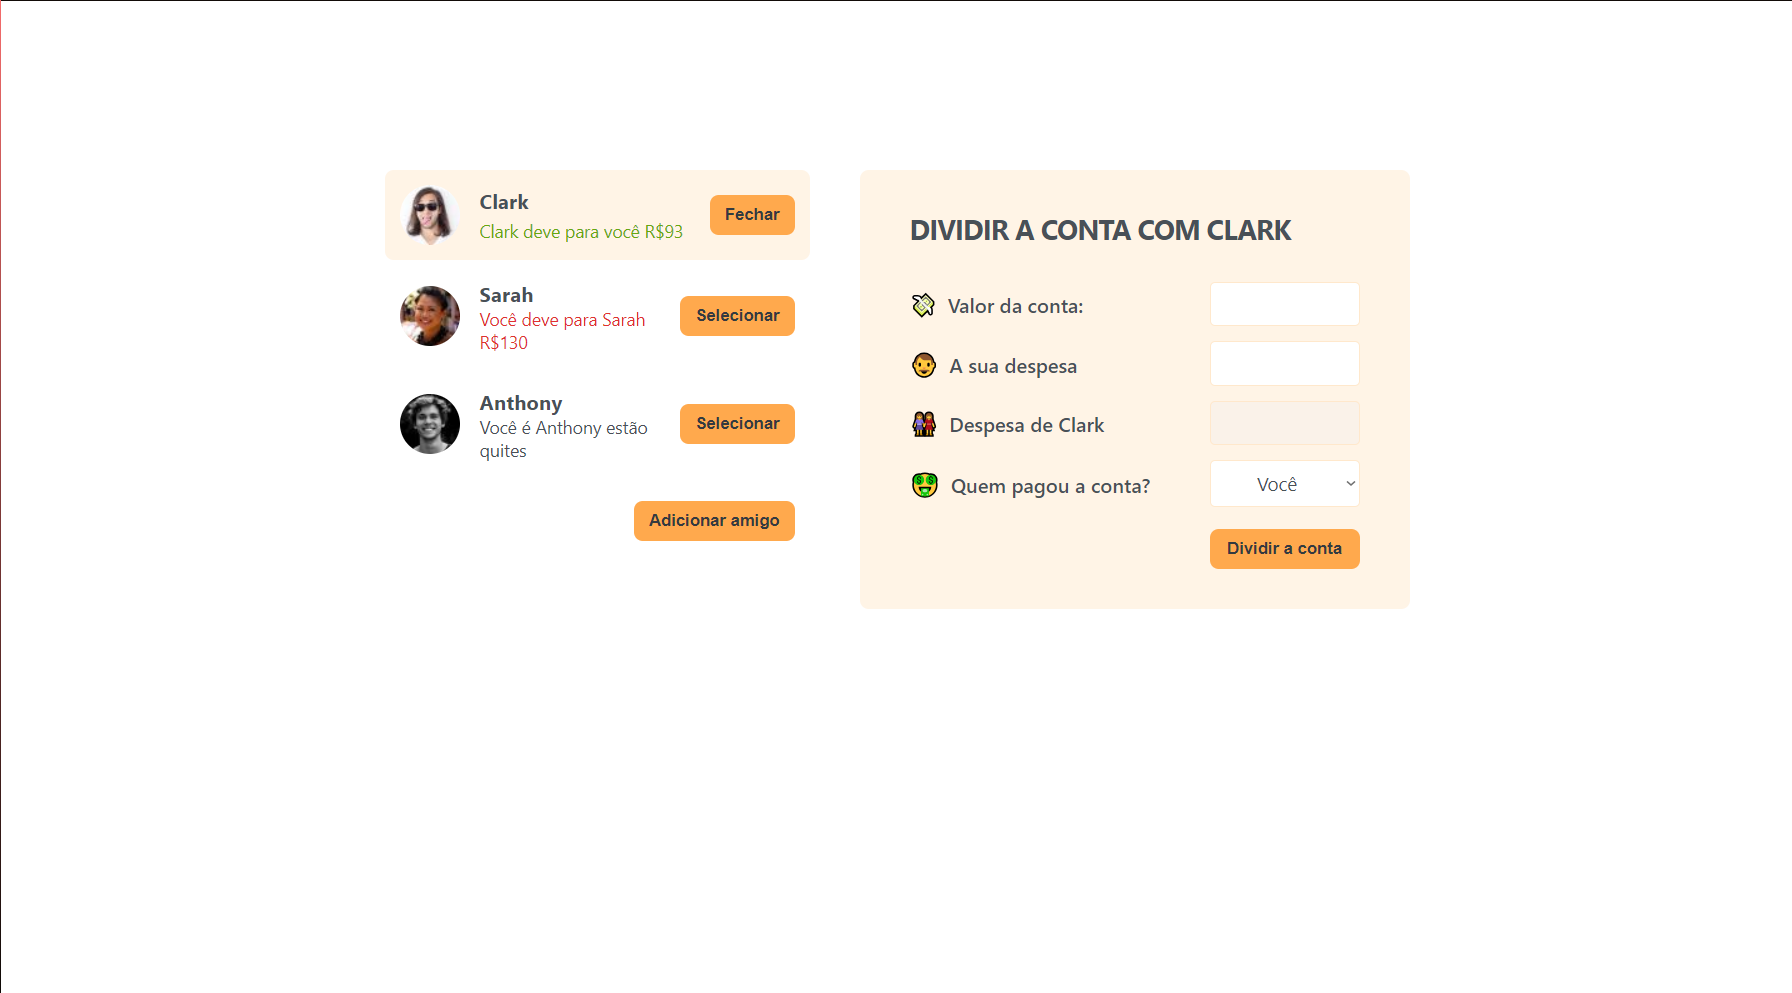 Clark
Clark deve para você R$93
Fechar
Sarah
Você deve para Sarah
R$130
Selecionar
Anthony
Você é Anthony estão
quites
Selecionar
Adicionar amigo
DIVIDIR A CONTA COM CLARK
Valor da conta:
A sua despesa
Despesa de Clark
Quem pagou a conta?
Você
Dividir a conta